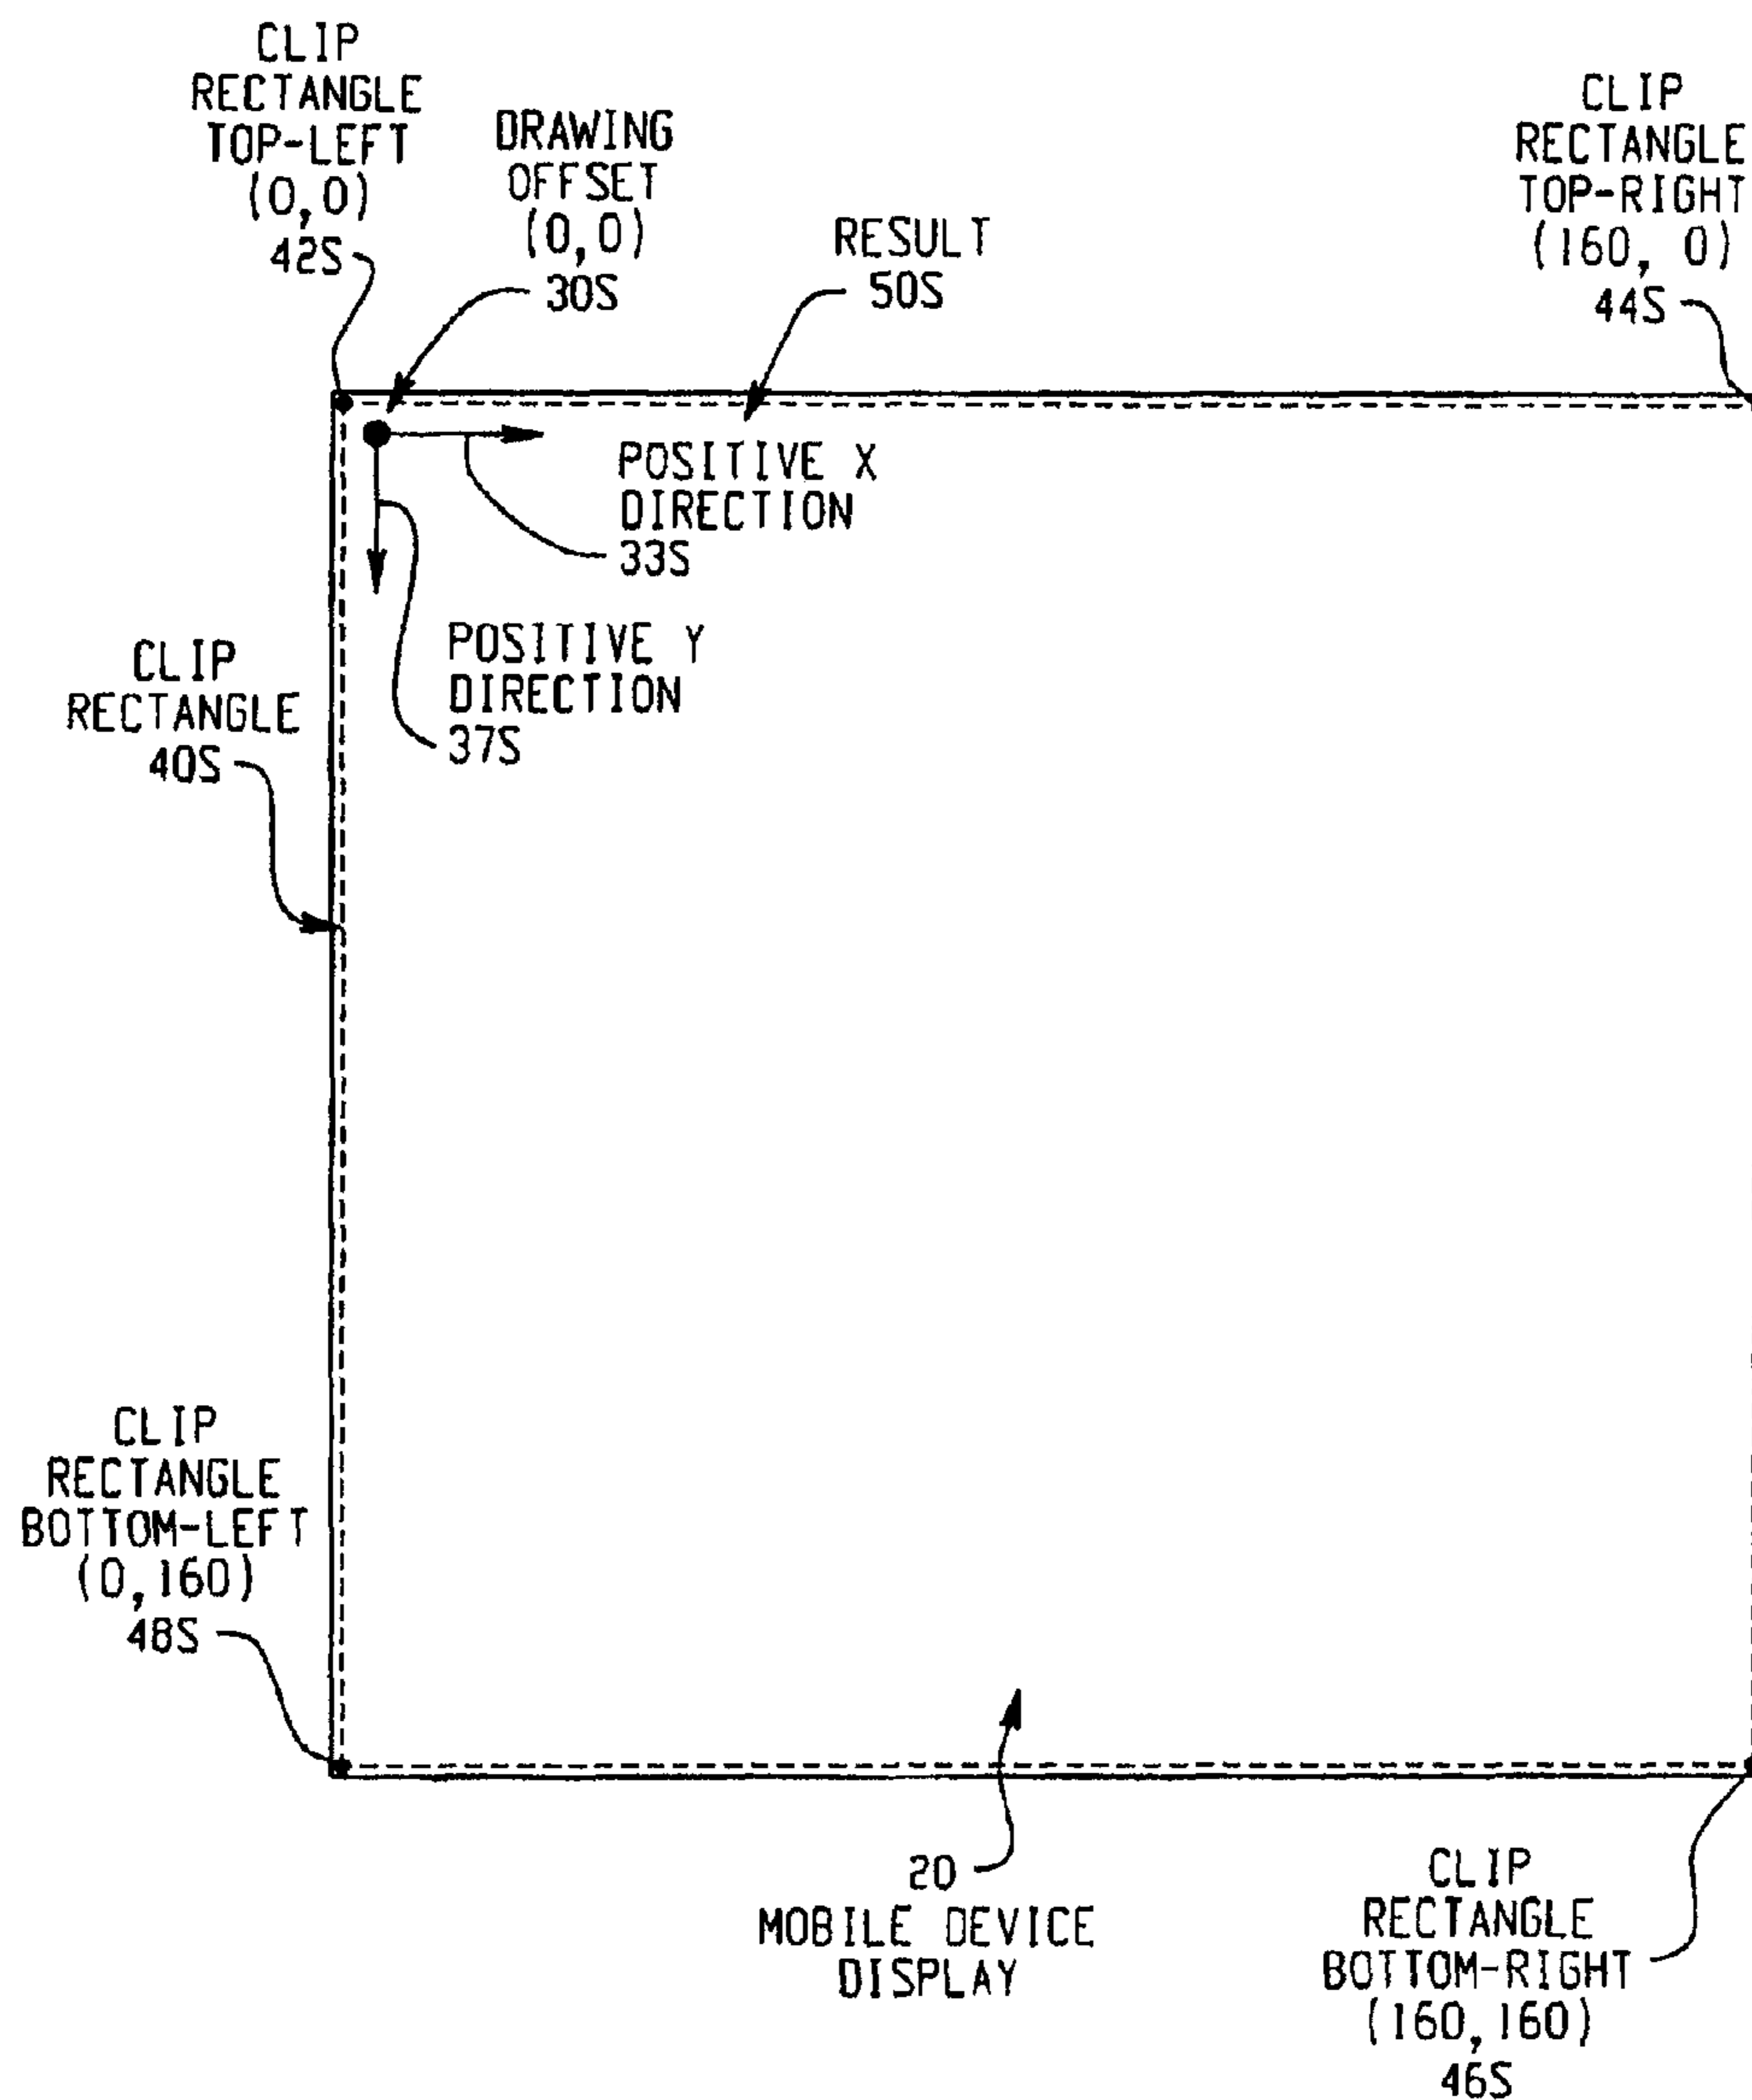 CLIP
RECTANGLE
TOP-LEFT
(0,0)
42S
DRAWING
OFFSET
(0,0)
30S
RESULT
50S
CLIP
RECTANGLE
TOP-RIGHT
(160, 0)
44S
POSITIVE X
DIRECTION
33S
POSITIVE Y
DIRECTION
37S
CLIP
RECTANGLE
40S
CLIP
RECTANGLE
BOTTOM-LEFT
(0,160)
48S
20
MOBILE DEVICE
DISPLAY
CLIP
RECTANGLE
BOTTOM-RIGHT
(160,160)
46S